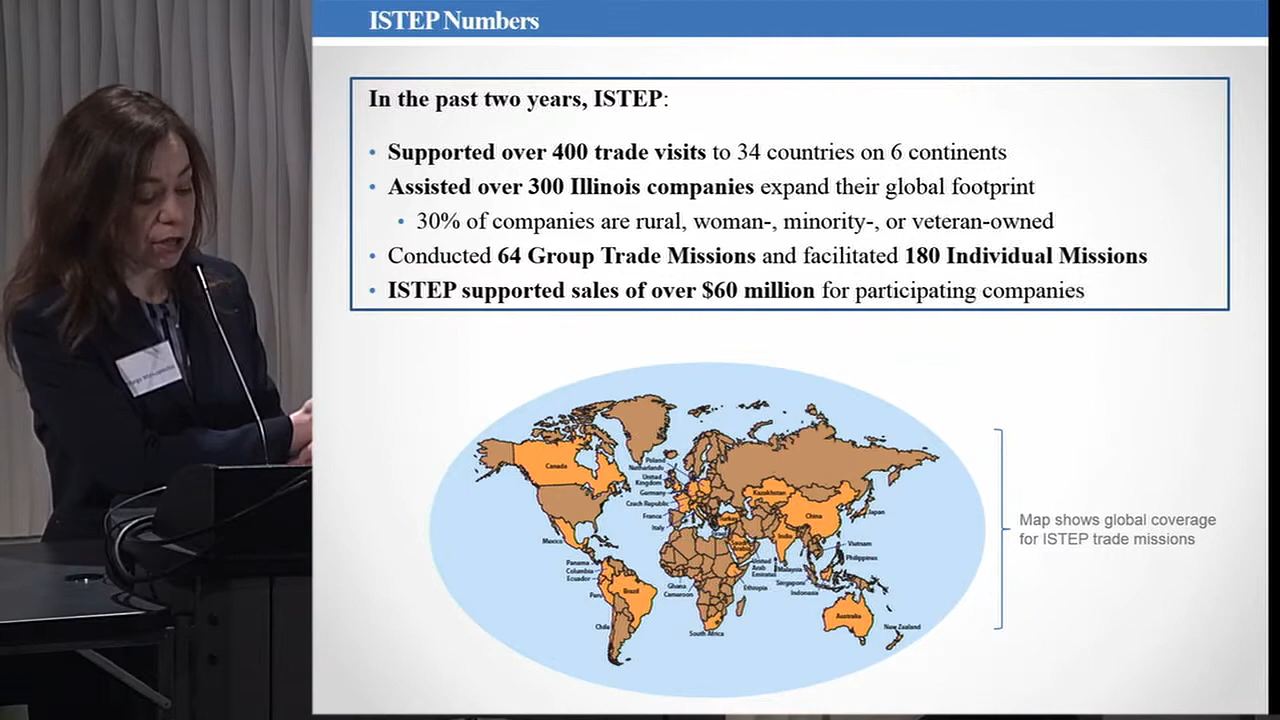 ISTEP Numbers
In the past two years, ISTEP:
• Supported over 400 trade visits to 34 countries on 6 continents
• Assisted over 300 Illinois companies expand their global footprint
• 30% of companies are rural, woman-, minority-, or veteran-owned
• Conducted 64 Group Trade Missions and facilitated 180 Individual Missions
• ISTEP supported sales of over $60 million for participating companies
Canada
Mexico
Panama
Columbia
Ecuador
Peru
Brazil
Chile
Poland
Netherlands
United
Kingdom
Germany
Czech Republic
France
Italy
Turkey
Israel
Saudi
Arabia
Kazakhstan
China
Japan
India
United
Arab
Emirates
Ghana
Cameroon
Ethiopia
South Africa
Vietnam
Philippines
Malaysia
Singapore
Indonesia
Australia
New Zealand
Map shows global coverage
for ISTEP trade missions